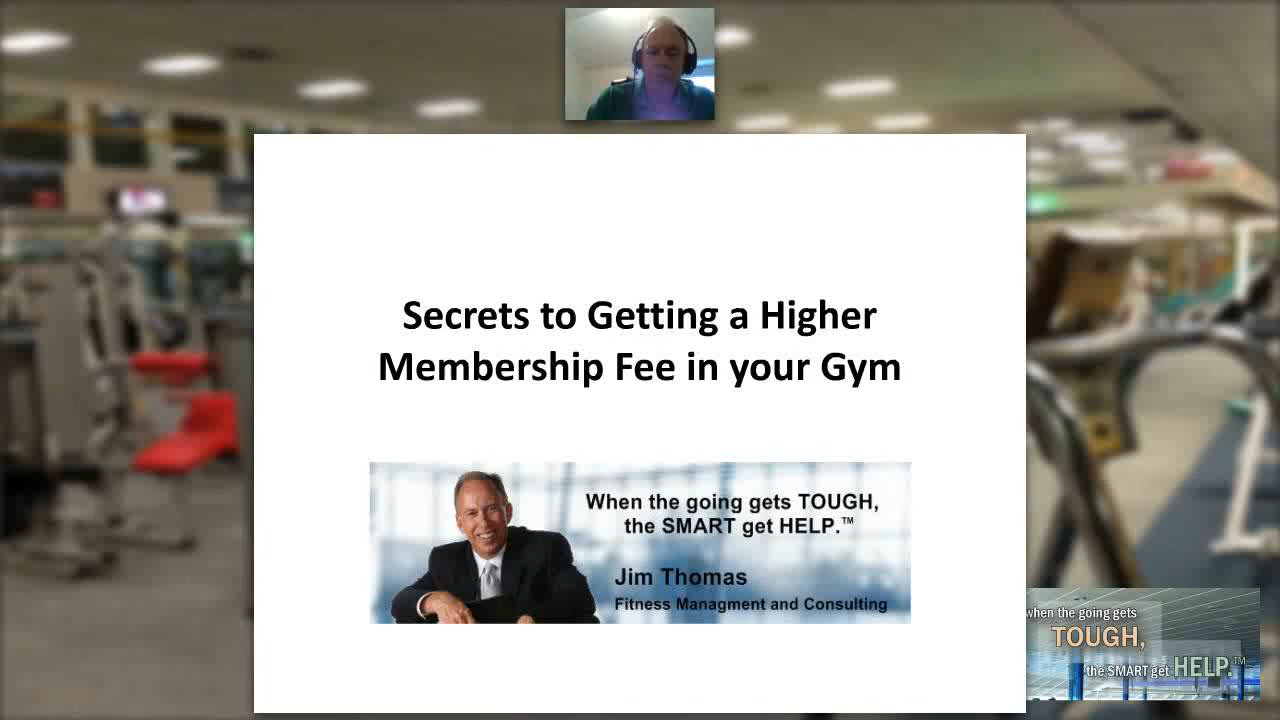 Secrets to Getting a Higher
Membership Fee in your Gym
When the going gets TOUGH,
the SMART get HELP.™
Jim Thomas
Fitness Managment and Consulting
when the going gets
TOUGH,
the SMART get HELP.™